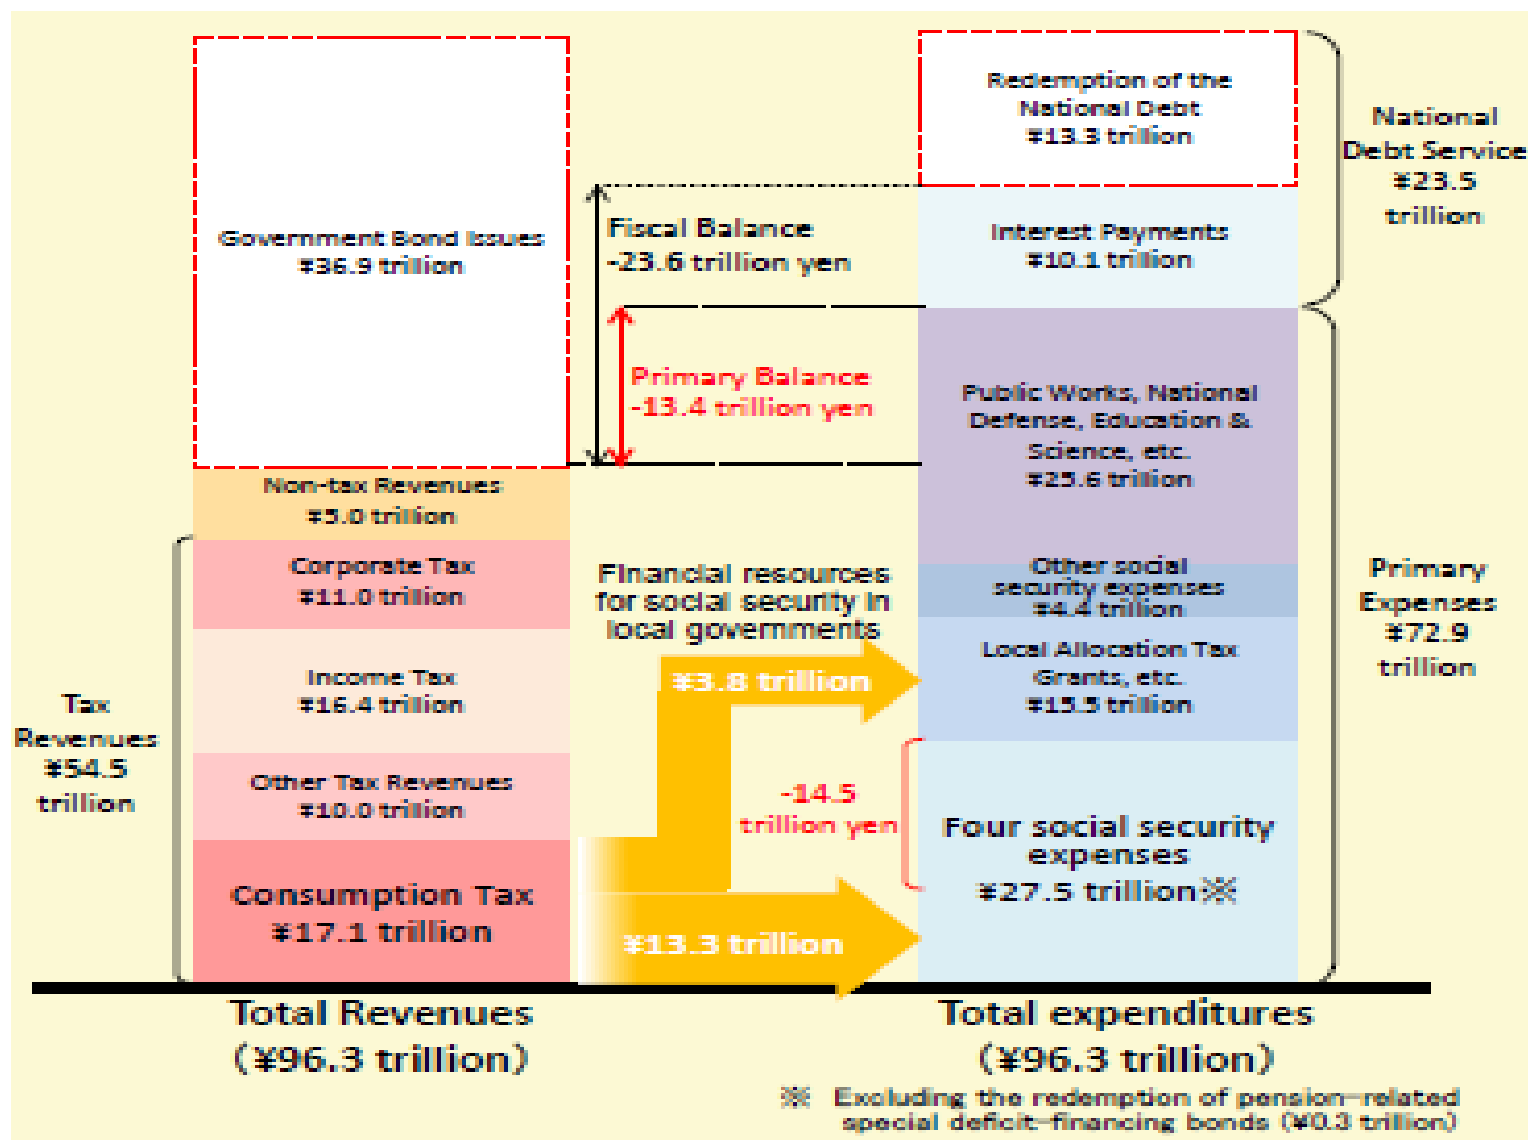 Government Bond Issues
¥36.9 trillion
Non-tax Revenues
¥5.0 trillion
Corporate Tax
¥11.0 trillion
Income Tax
¥16.4 trillion
Other Tax Revenues
¥10.0 trillion
Consumption Tax
¥17.1 trillion
Tax
Revenues
¥54.5
trillion
Total Revenues
(¥96.3 trillion)
Fiscal Balance
-23.6 trillion yen
Primary Balance
-13.4 trillion yen
Financial resources
for social security in
local governments
¥3.8 trillion
-14.5
trillion yen
¥13.3 trillion
Redemption of the
National Debt
¥13.3 trillion
Interest Payments
¥10.1 trillion
Public Works, National
Defense, Education &
Science, etc.
¥25.6 trillion
Other social
security expenses
¥4.4 trillion
Local Allocation Tax
Grants, etc.
¥15.5 trillion
Four social security
expenses
¥27.5 trillion※
National
Debt Service
¥23.5
trillion
Primary
Expenses
¥72.9
trillion
Total expenditures
(¥96.3 trillion)
※ Excluding the redemption of pension-related
special deficit-financing bonds (¥0.3 trillion)